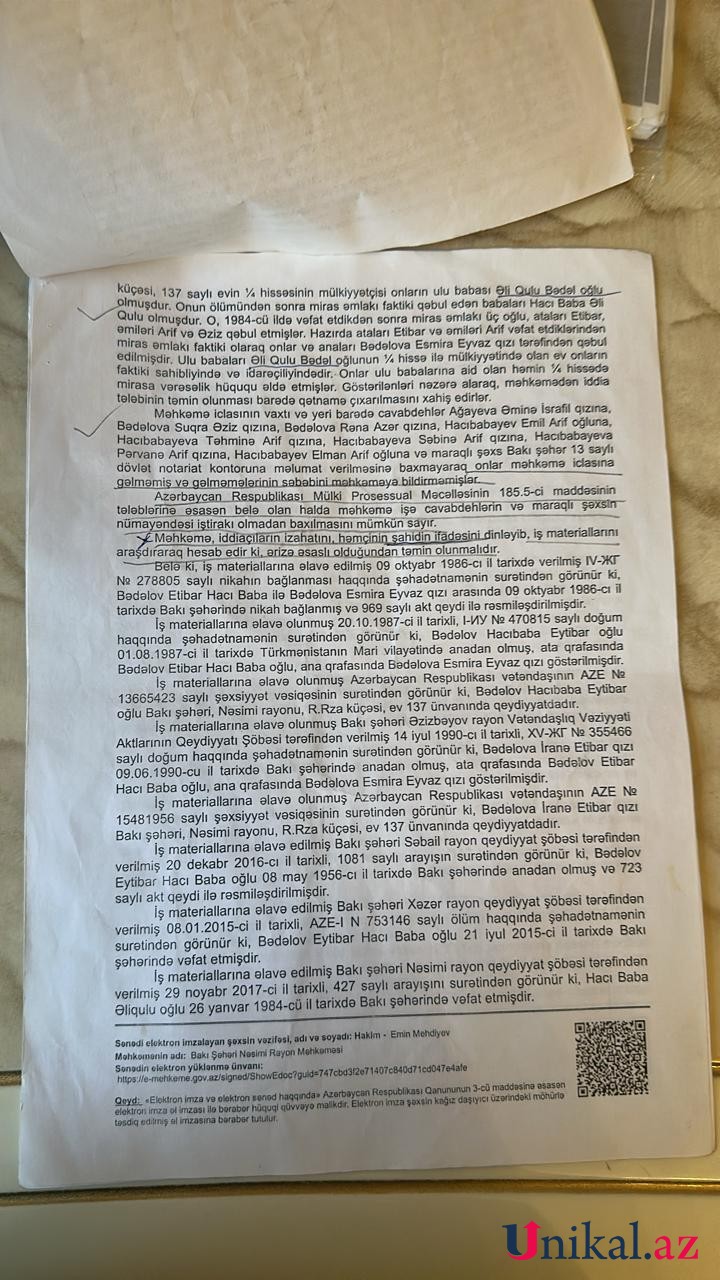 küçəsi, 137 saylı evin ¼ hissəsinin mülkiyyətçisi onların ulu babası Əli Qulu Bədəl oğlu
olmuşdur. Onun ölümündən sonra miras əmlakı faktiki qəbul edən babaları Hacı Baba Əli
Qulu olmuşdur. O, 1984-cü ildə vəfat etdikdən sonra miras əmlakı üç oğlu, ataları Etibar,
əmiləri Arif və Əziz qəbul etmişlər. Hazırda ataları Etibar və əmiləri Arif vəfat etdiklərindən
miras əmlakı faktiki olaraq onlar və anaları Bədəlova Esmira Eyvaz qızı tərəfindən qəbul
edilmişdir. Ulu babaları Əli Qulu Bədəl oğlunun ¼ hissə ilə mülkiyyətində olan ev onların
faktiki sahibliyində və idarəçiliyindədir. Onlar ulu babalarına aid olan həmin ¼ hissədə
mirasa vərəsəlik hüququ əldə etmişlər. Göstərilənləri nəzərə alaraq, məhkəmədən iddia
tələbinin təmin olunması barədə qətnamə çıxarılmasını xahiş edirlər.
Məhkəmə iclasının vaxtı və yeri barədə cavabdehlər Ağayeva Əminə İsrafil qızına,
Bədəlova Suqra Əziz qızına, Bədəlova Rəna Azər qızına, Hacıbabayev Emil Arif oğluna,
Hacıbabayeva Təhminə Arif qızına, Hacıbabayeva Səbinə Arif qızına, Hacıbabayeva
Pərvanə Arif qızına, Hacıbabayev Elman Arif oğluna və maraqlı şəxs Bakı şəhər 13 saylı
dövlət notariat kontoruna məlumat verilməsinə baxmayaraq onlar məhkəmə iclasına
gəlməmiş və gəlməmələrinin səbəbini məhkəməyə bildirməmişlər.
Azərbaycan Respublikası Mülki Prosessual Məcəlləsinin 185.5-ci maddəsinin
tələblərinə əsasən belə olan halda məhkəmə işə cavabdehlərin və maraqlı şəxsin
nümayəndəsi iştirakı olmadan baxılmasını mümkün sayır.
Məhkəmə, iddiaçıların izahatını, həmçinin şahidin ifadəsini dinləyib, iş materiallarını
araşdıraraq hesab edir ki, ərizə əsaslı olduğundan təmin olunmalıdır.
Belə ki, iş materiallarına əlavə edilmiş 09 oktyabr 1986-cı il tarixdə verilmiş IV-ЖГ
№ 278805 saylı nikahın bağlanması haqqında şəhadətnamənin surətindən görünür ki,
Bədəlov Etibar Hacı Baba ilə Bədəlova Esmira Eyvaz qızı arasında 09 oktyabr 1986-cı il
tarixdə Bakı şəhərində nikah bağlanmış və 969 saylı akt qeydi ilə rəsmiləşdirilmişdir.
İş materiallarına əlavə olunmuş 20.10.1987-ci il tarixli, I-ИУ № 470815 saylı doğum
haqqında şəhadətnamənin surətindən görünür ki, Bədəlov Hacıbaba Eytibar oğlu
01.08.1987-ci il tarixdə Türkmənistanın Mari vilayətində anadan olmuş, ata qrafasında
Bədəlov Etibar Hacı Baba oğlu, ana qrafasında Bədəlova Esmira Eyvaz qızı göstərilmişdir.
İş materiallarına əlavə olunmuş Azərbaycan Respublikası vətəndaşının AZE №
13665423 saylı şəxsiyyət vəsiqəsinin surətindən görünür ki, Bədəlov Hacıbaba Eytibar
oğlu Bakı şəhəri, Nəsimi rayonu, R.Rza küçəsi, ev 137 ünvanında qeydiyyatdadır.
İş materiallarına əlavə olunmuş Bakı şəhəri Əzizbəyov rayon Vətəndaşlıq Vəziyyəti
Aktlarının Qeydiyyatı Şöbəsi tərəfindən verilmiş 14 iyul 1990-cı il tarixli, XV-ЖГ № 355466
saylı doğum haqqında şəhadətnamənin surətindən görünür ki, Bədəlova İranə Etibar qızı
09.06.1990-cu il tarixdə Bakı şəhərində anadan olmuş, ata qrafasında Bədəlov Etibar
Hacı Baba oğlu, ana qrafasında Bədəlova Esmira Eyvaz qızı göstərilmişdir.
İş materiallarına əlavə olunmuş Azərbaycan Respublikası vətəndaşının AZE №
15481956 saylı şəxsiyyət vəsiqəsinin surətindən görünür ki, Bədəlova İranə Etibar qızı
Bakı şəhəri, Nəsimi rayonu, R.Rza küçəsi, ev 137 ünvanında qeydiyyatdadır.
İş materiallarına əlavə edilmiş Bakı şəhəri Səbail rayon qeydiyyat şöbəsi tərəfindən
verilmiş 20 dekabr 2016-cı il tarixli, 1081 saylı arayışın surətindən görünür ki, Bədəlov
Eytibar Hacı Baba oğlu 08 may 1956-cı il tarixdə Bakı şəhərində anadan olmuş və 723
saylı akt qeydi ilə rəsmiləşdirilmişdir.
İş materiallarına əlavə edilmiş Bakı şəhəri Xəzər rayon qeydiyyat şöbəsi tərəfindən
verilmiş 08.01.2015-ci il tarixli, AZE-I N 753146 saylı ölüm haqqında şəhadətnamənin
surətindən görünür ki, Bədəlov Eytibar Hacı Baba oğlu 21 iyul 2015-ci il tarixdə Bakı
şəhərində vəfat etmişdir.
İş materiallarına əlavə edilmiş Bakı şəhəri Nəsimi rayon qeydiyyat şöbəsi tərəfindən
verilmiş 29 noyabr 2017-ci il tarixli, 427 saylı arayışını surətindən görünür ki, Hacı Baba
Əliqulu oğlu 26 yanvar 1984-cü il tarixdə Bakı şəhərində vəfat etmişdir.
Sənədi elektron imzalayan şəxsin vəzifəsi, adı və soyadı: Hakim - Emin Mehdiyev
Məhkəmənin adı: Bakı Şəhəri Nəsimi Rayon Məhkəməsi
Sənədin elektron yüklənmə ünvanı:
https://e-mehkeme.gov.az/signed/ShowEdoc?guid=747cbd3f2e71407c840d71cd047e4afe
Qeyd: «Elektron imza və elektron sənəd haqqında» Azərbaycan Respublikası Qanununun 3-cü maddəsinə əsasən
elektron imza əl imzası ilə bərabər hüquqi qüvvəyə malikdir. Elektron imza şəxsin kağız daşıyıcı üzərindəki möhürlə
təsdiq edilmiş əl imzasına bərabər tutulur.
Unikal.az